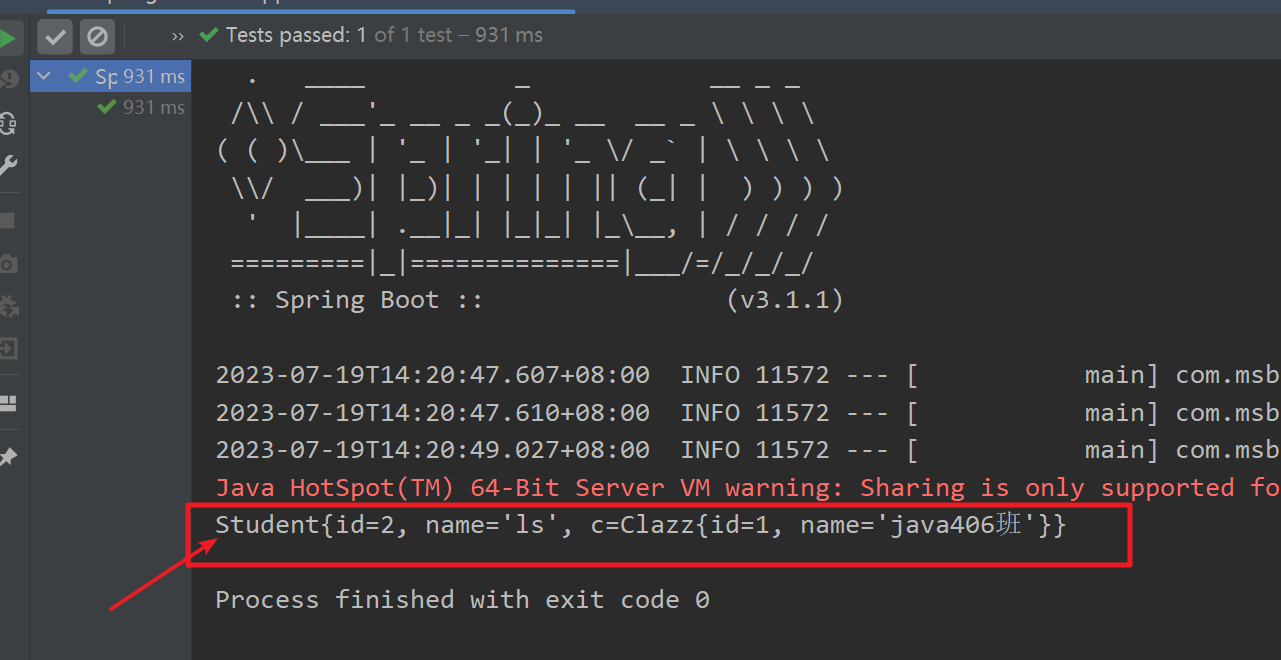 Tests passed: 1 of 1 test – 931 ms
Sp 931 ms
931 ms
  .   ____          _            __ _ _
 /\\ / ___'_ __ _ _(_)_ __  __ _ \ \ \ \
( ( )\___ | '_ | '_| | '_ \/ _` | \ \ \ \
 \\/  ___)| |_)| | | | | || (_| |  ) ) ) )
  '  |____| .__|_| |_|_| |_\__, | / / / /
 =========|_|==============|___/=/_/_/_/
 :: Spring Boot ::                (v3.1.1)
2023-07-19T14:20:47.607+08:00  INFO 11572 --- [           main] com.msb
2023-07-19T14:20:47.610+08:00  INFO 11572 --- [           main] com.msb
2023-07-19T14:20:49.027+08:00  INFO 11572 --- [           main] com.msb
Java HotSpot(TM) 64-Bit Server VM warning: Sharing is only supported fo
Student{id=2, name='ls', c=Clazz{id=1, name='java406班'}}
Process finished with exit code 0